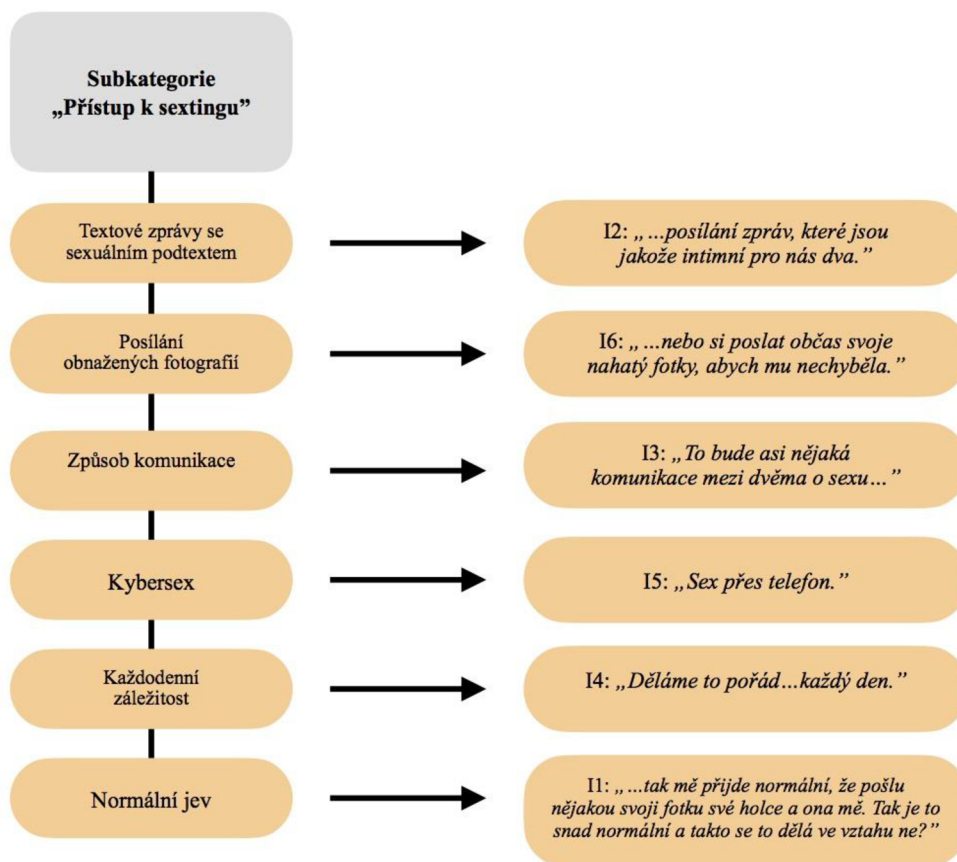 Subkategorie
„Přístup k sextingu”
Textové zprávy se
sexuálním podtextem
I2: „…posílání zpráv, které jsou
jakože intimní pro nás dva.”
Posílání
obnažených fotografií
I6: „…nebo si poslat občas svoje
nahatý fotky, abych mu nechyběla.”
Způsob komunikace
I3: „To bude asi nějaká
komunikace mezi dvěma o sexu…”
Kybersex
I5: „Sex přes telefon.”
Každodenní
záležitost
I4: „Děláme to pořád…každý den.”
Normální jev
I1: „…tak mě přijde normální, že pošlu
nějakou svoji fotku své holce a ona mě. Tak je to
snad normální a takto se to dělá ve vztahu ne?”